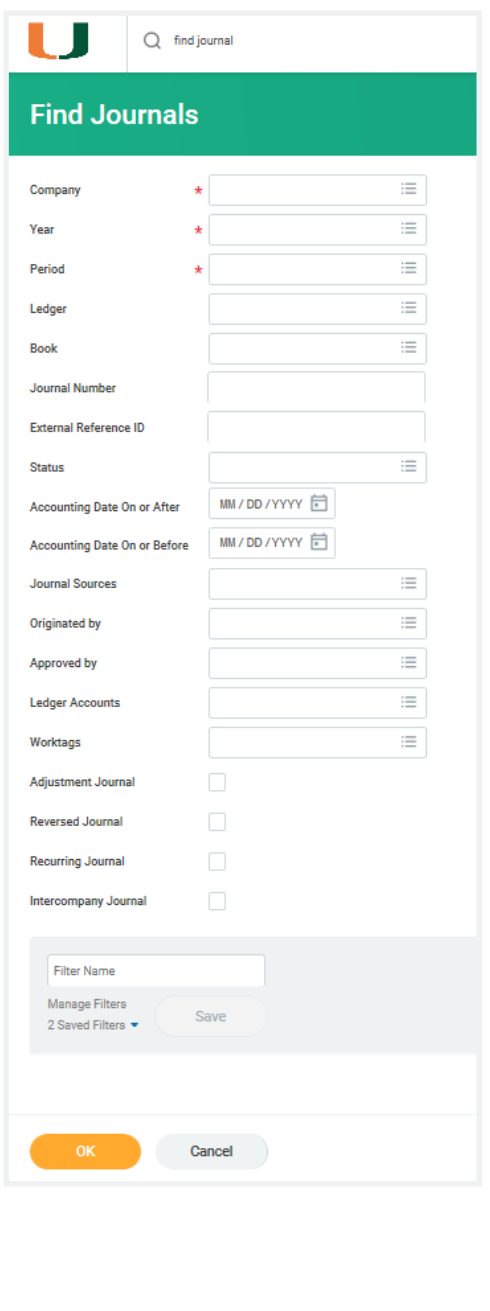 find journal
Find Journals
Company *
Year *
Period *
Ledger
Book
Journal Number
External Reference ID
Status
Accounting Date On or After MM / DD / YYYY
Accounting Date On or Before MM / DD / YYYY
Journal Sources
Originated by
Approved by
Ledger Accounts
Worktags
Adjustment Journal
Reversed Journal
Recurring Journal
Intercompany Journal
Filter Name
Manage Filters
2 Saved Filters
Save
OK Cancel